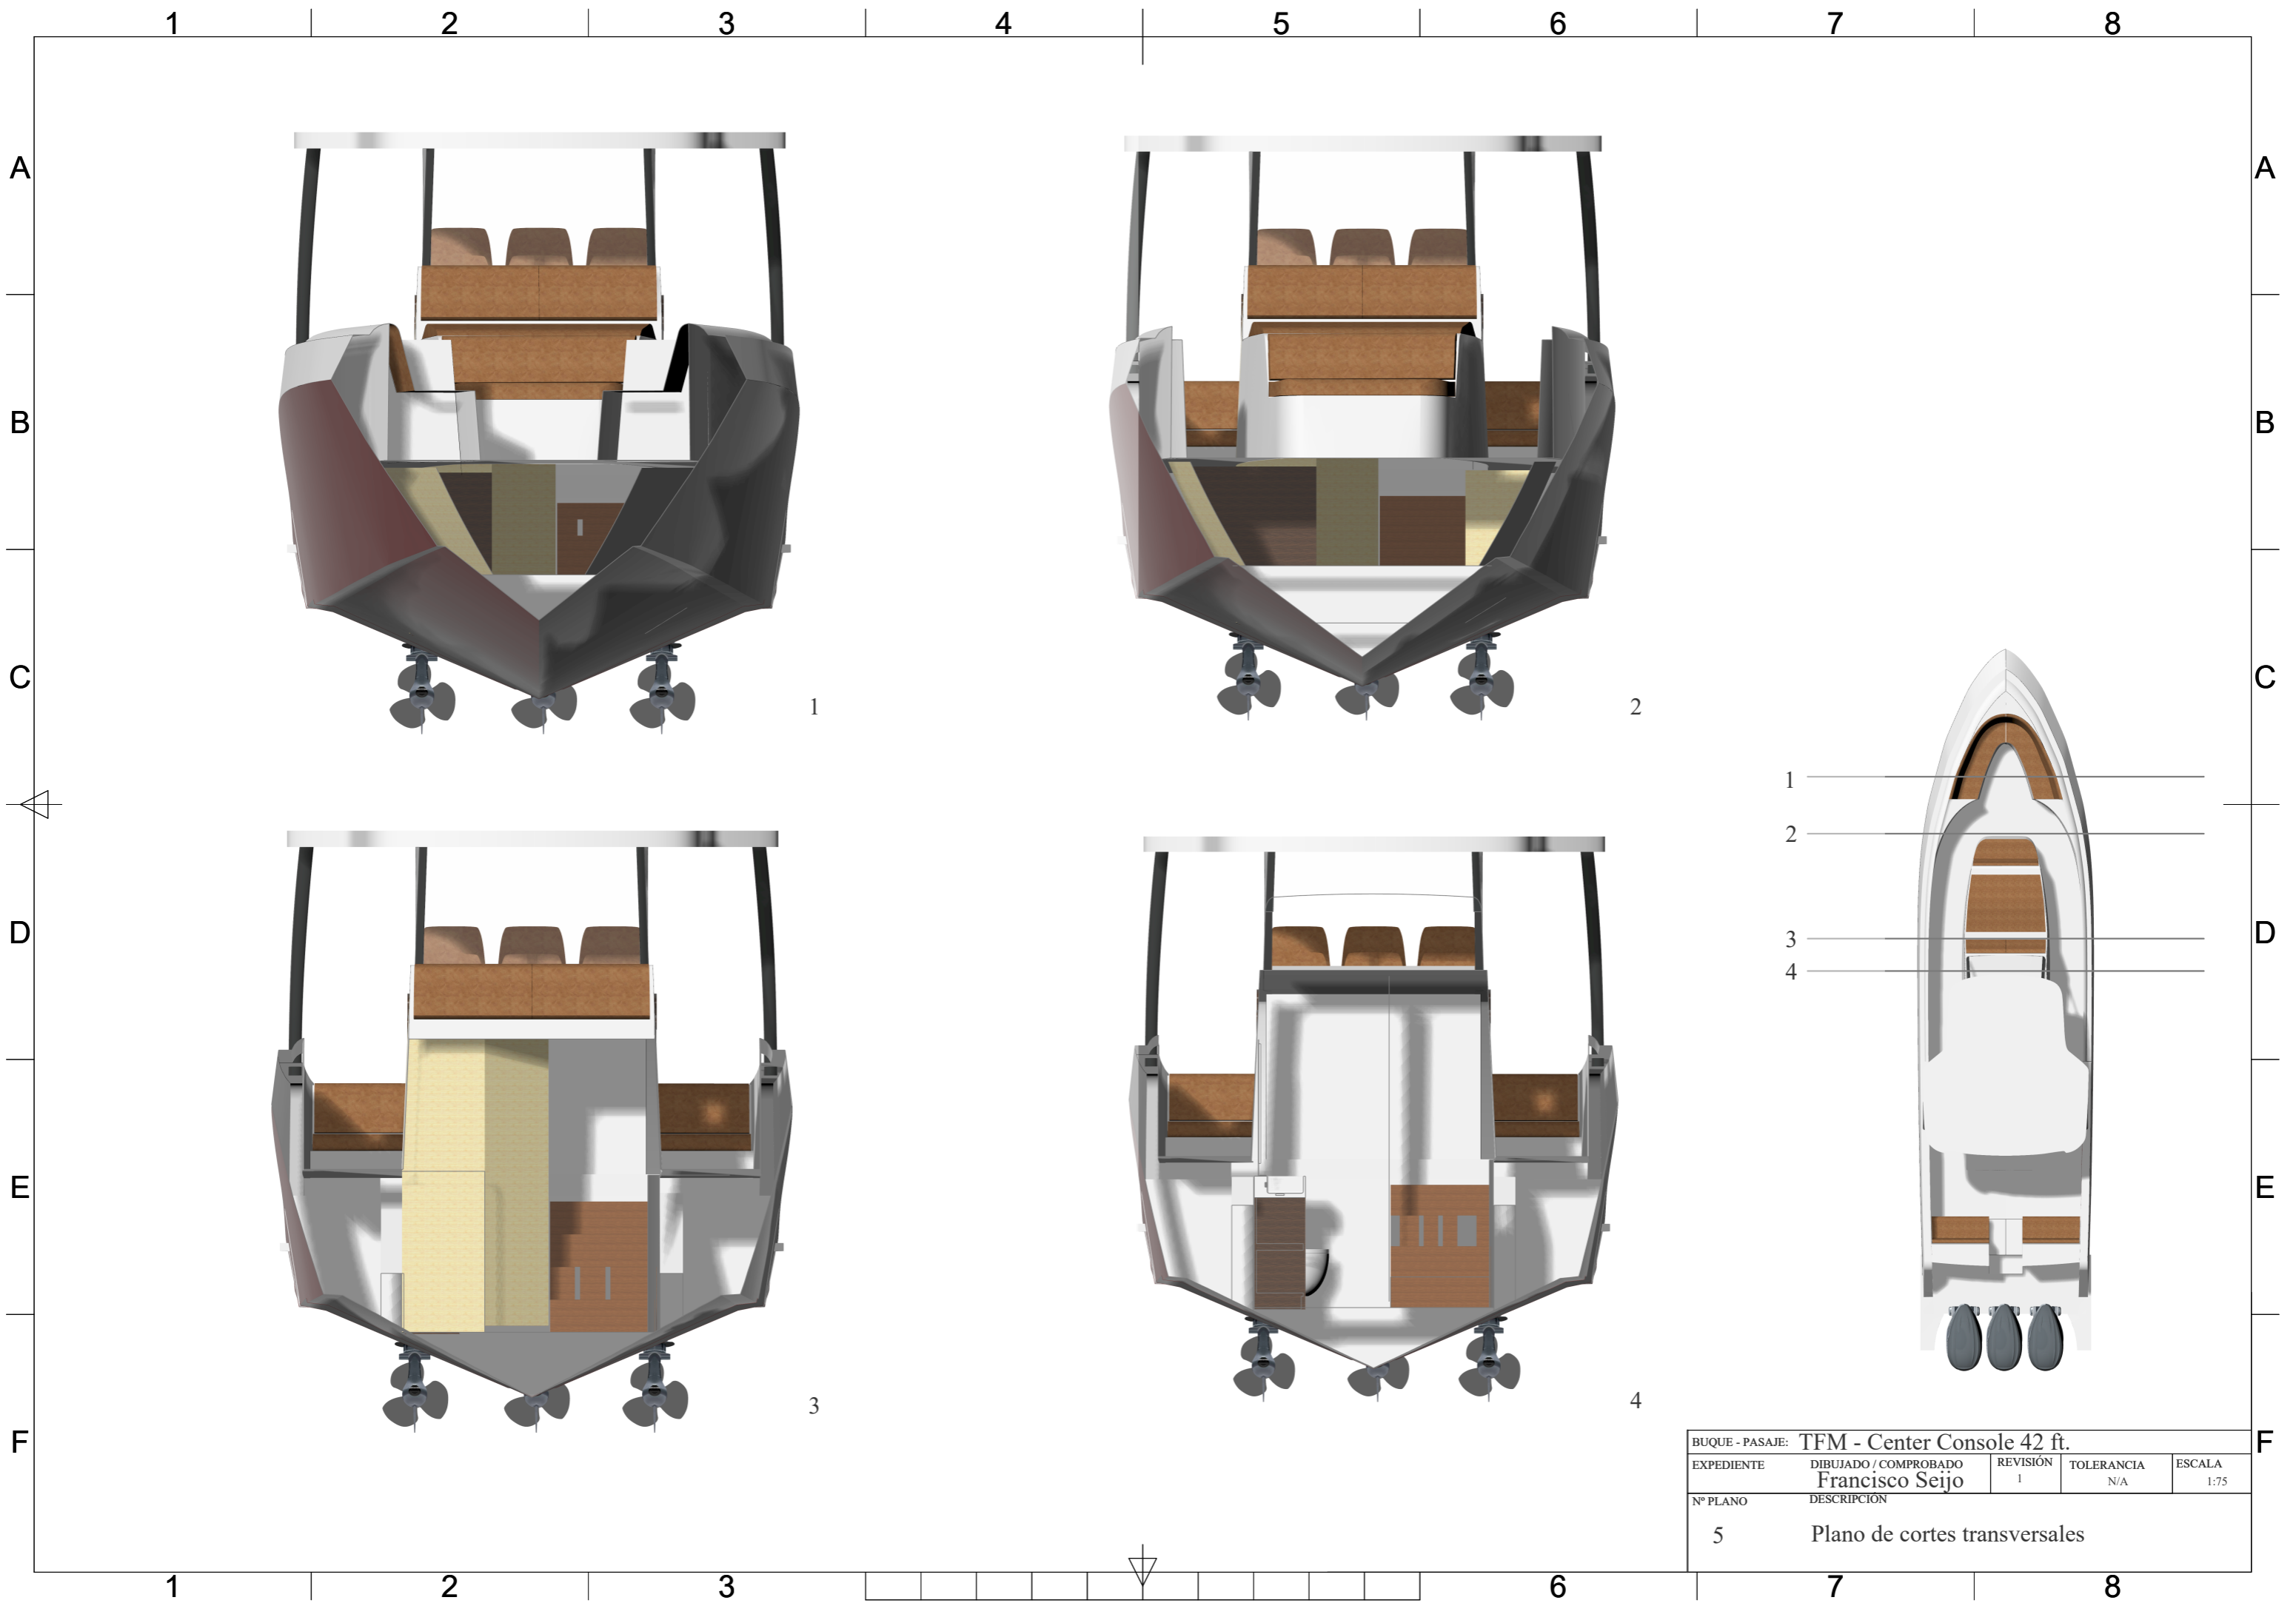 1 2 3 4 5 6 7 8
A A
B B
C C
1
2
1
2
3
4
D D
E E
3
4
F F
BUQUE - PASAJE: TFM - Center Console 42 ft.
EXPEDIENTE DIBUJADO / COMPROBADO REVISIÓN TOLERANCIA ESCALA
Francisco Seijo 1 N/A 1:75
Nº PLANO DESCRIPCIÓN
5 Plano de cortes transversales
1 2 3 6 7 8